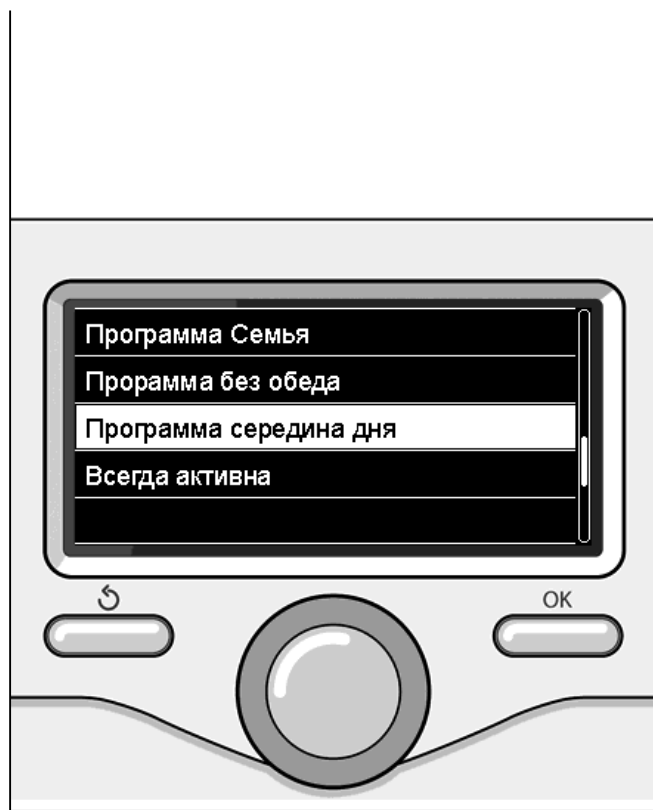 Программа Семья
Прорамма без обеда
Программа середина дня
Всегда активна
OK